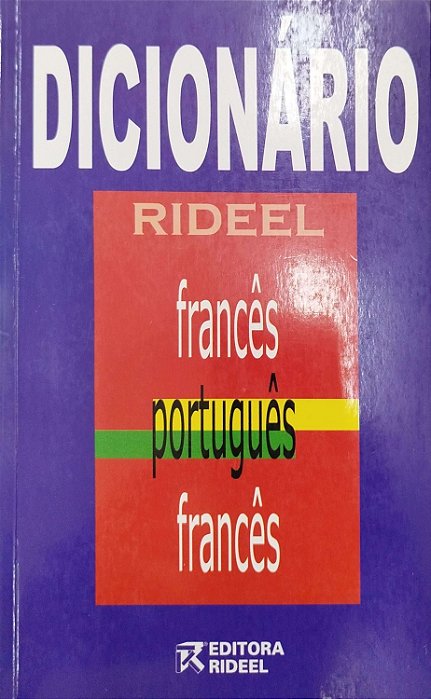 DICIONÁRIO
RIDEEL
francês
português
francês
EDITORA
RIDEEL